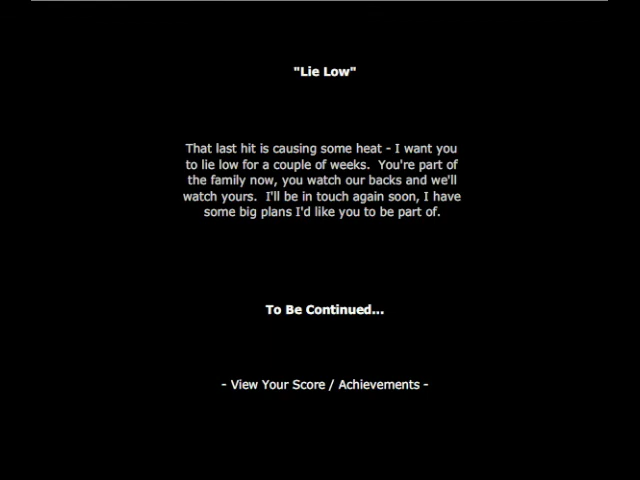 "Lie Low"
That last hit is causing some heat - I want you
to lie low for a couple of weeks.  You're part of
the family now, you watch our backs and we'll
watch yours.  I'll be in touch again soon, I have
some big plans I'd like you to be part of.
To Be Continued...
- View Your Score / Achievements -